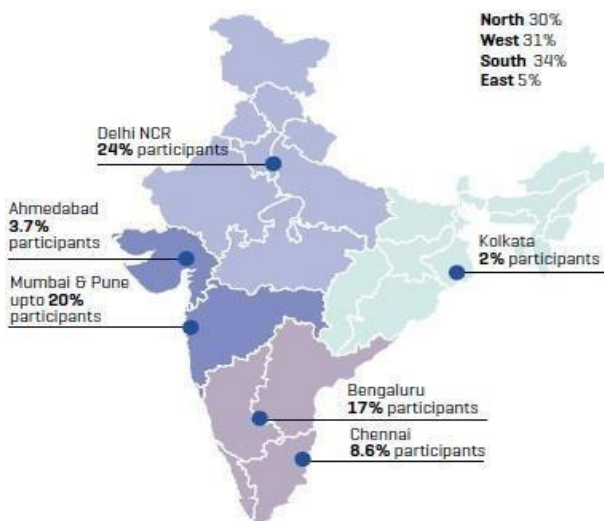 North 30%
West 31%
South 34%
East 5%
Delhi NCR
24% participants
Ahmedabad
3.7%
participants
Mumbai & Pune
upto 20%
participants
Kolkata
2% participants
Bengaluru
17% participants
Chennai
8.6% participants